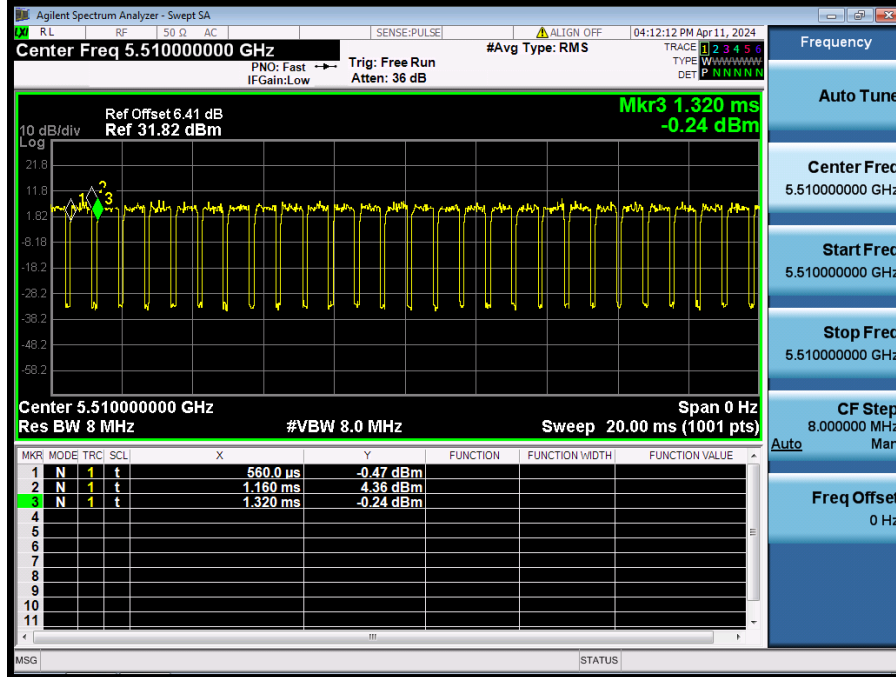 Agilent Spectrum Analyzer - Swept SA
LXI RL RF 50 Ω AC SENSE:PULSE ALIGN OFF 04:12:12 PM Apr 11, 2024
Center Freq 5.510000000 GHz
PNO: Fast
IFGain:Low
Trig: Free Run
Atten: 36 dB
#Avg Type: RMS
TRACE 1 2 3 4 5 6
TYPE WWWWWW
DET P N N N N N
Mkr3 1.320 ms
-0.24 dBm
Ref Offset 6.41 dB
10 dB/div Ref 31.82 dBm
Log
21.8
11.8
1.82
-8.18
-18.2
-28.2
-38.2
-48.2
-58.2
1
2
3
Center 5.510000000 GHz Span 0 Hz
Res BW 8 MHz #VBW 8.0 MHz Sweep 20.00 ms (1001 pts)
MKR MODE TRC SCL X Y FUNCTION FUNCTION WIDTH FUNCTION VALUE
1 N 1 t 560.0 µs -0.47 dBm
2 N 1 t 1.160 ms 4.36 dBm
3 N 1 t 1.320 ms -0.24 dBm
4
5
6
7
8
9
10
11
MSG STATUS
Frequency
Auto Tune
Center Freq
5.510000000 GHz
Start Freq
5.510000000 GHz
Stop Freq
5.510000000 GHz
CF Step
8.000000 MHz
Auto Man
Freq Offset
0 Hz